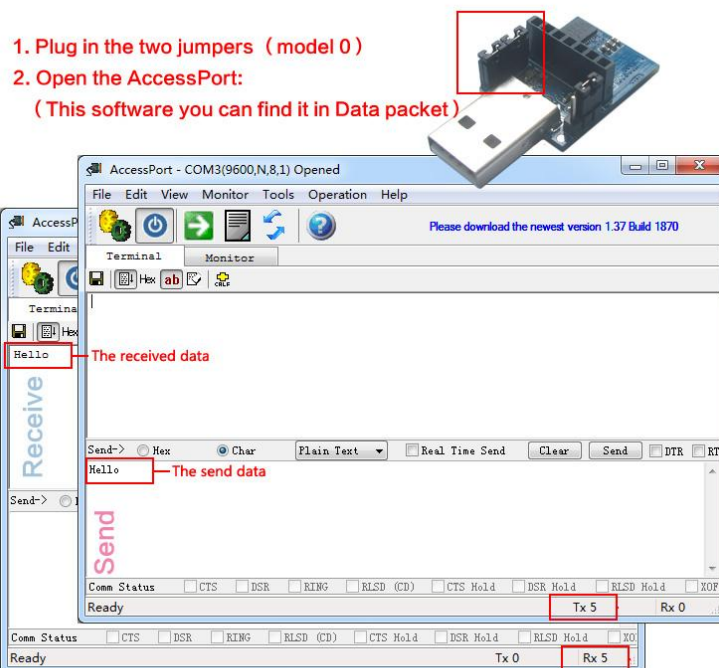 1. Plug in the two jumpers （model 0）
2. Open the AccessPort:
（This software you can find it in Data packet）
AccessPort - COM3(9600,N,8,1) Opened
File Edit View Monitor Tools Operation Help
Please download the newest version 1.37 Build 1870
Terminal Monitor
Hex ab CRLF
AccessP
File Edit
Termina
Hex
Hello
The received data
Receive
Send->
Send-> Hex Char Plain Text Real Time Send Clear Send DTR RT
Hello
The send data
Send
Comm Status CTS DSR RING RLSD (CD) CTS Hold DSR Hold RLSD Hold XOF
Ready Tx 5 Rx 0
Comm Status CTS DSR RING RLSD (CD) CTS Hold DSR Hold RLSD Hold XO
Ready Tx 0 Rx 5